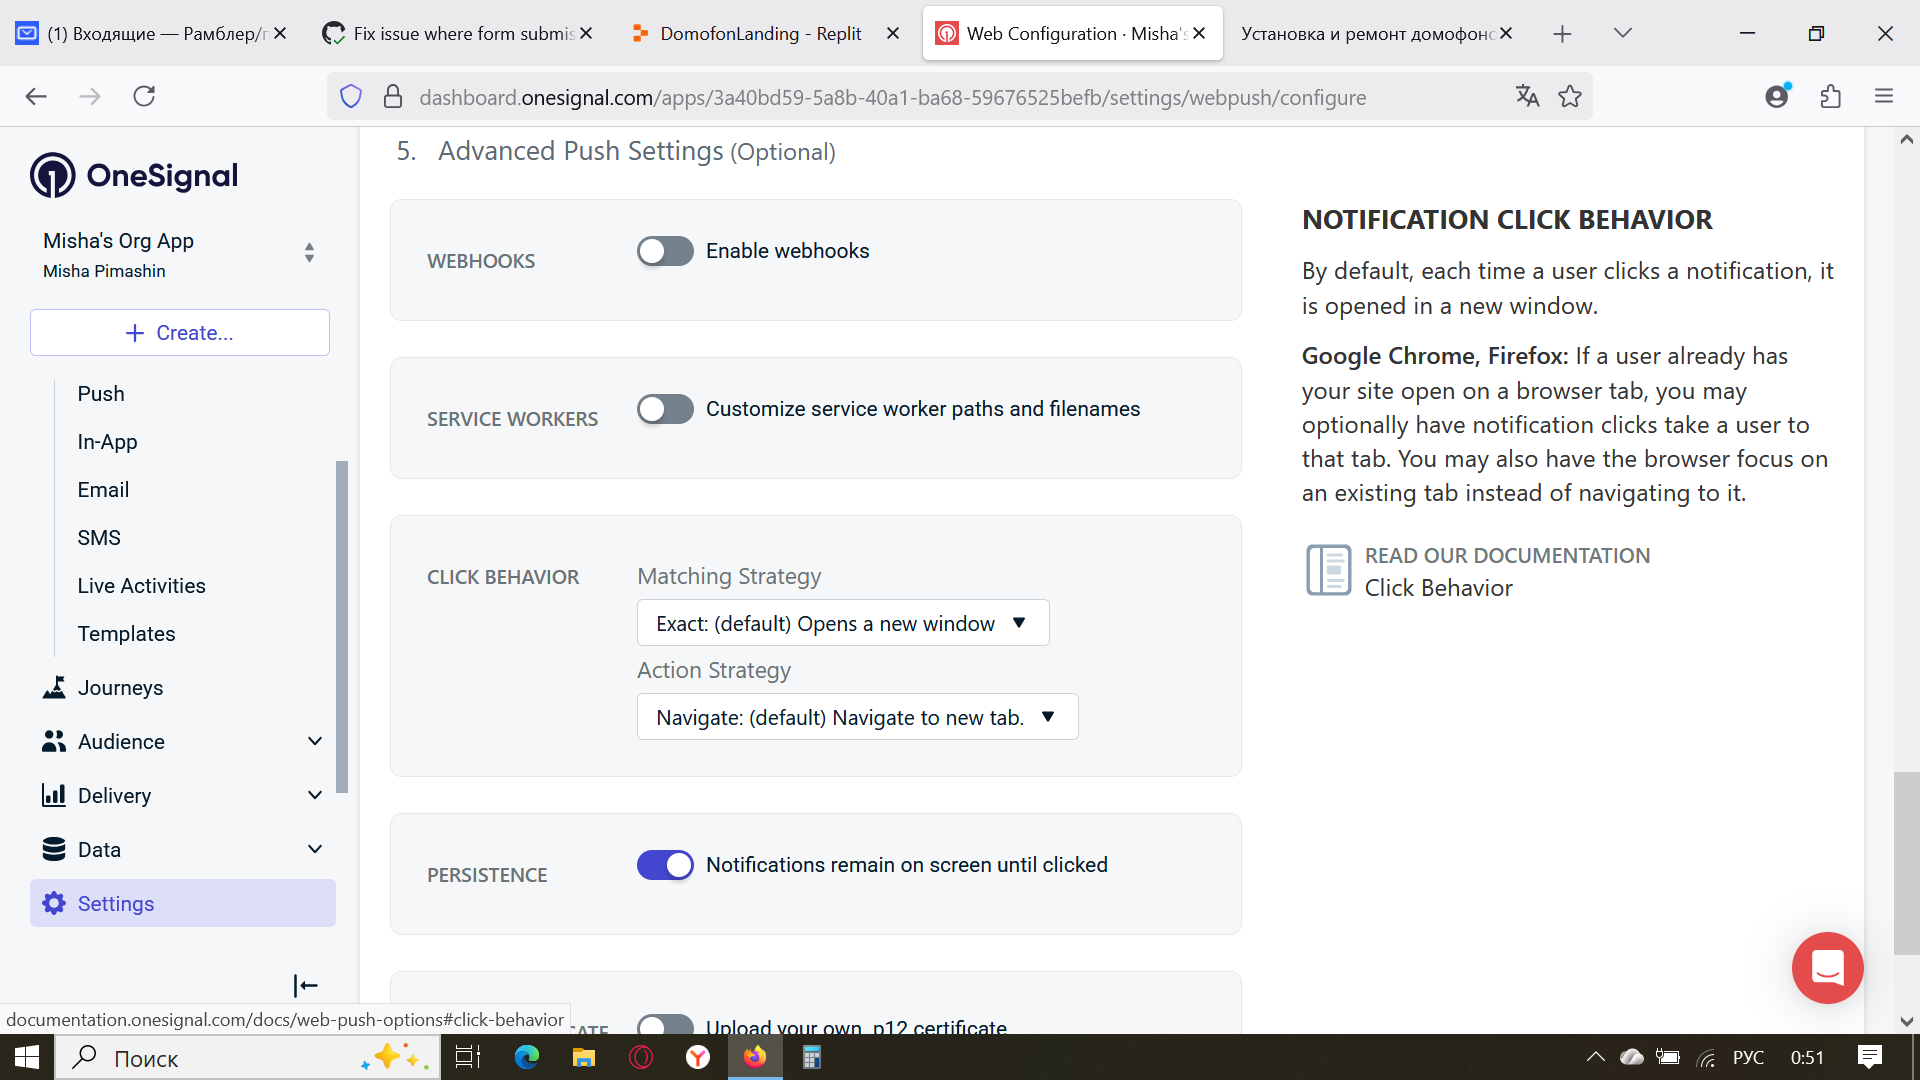 (1) Входящие — Рамблер/п
Fix issue where form submis
DomofonLanding - Replit
Web Configuration · Misha's
Установка и ремонт домофоно
dashboard.onesignal.com/apps/3a40bd59-5a8b-40a1-ba68-59676525befb/settings/webpush/configure
OneSignal
Misha's Org App
Misha Pimashin
Create...
Push
In-App
Email
SMS
Live Activities
Templates
Journeys
Audience
Delivery
Data
Settings
5. Advanced Push Settings (Optional)
WEBHOOKS
Enable webhooks
SERVICE WORKERS
Customize service worker paths and filenames
CLICK BEHAVIOR
Matching Strategy
Exact: (default) Opens a new window
Action Strategy
Navigate: (default) Navigate to new tab.
PERSISTENCE
Notifications remain on screen until clicked
Upload your own .p12 certificate
NOTIFICATION CLICK BEHAVIOR
By default, each time a user clicks a notification, it
is opened in a new window.
Google Chrome, Firefox: If a user already has
your site open on a browser tab, you may
optionally have notification clicks take a user to
that tab. You may also have the browser focus on
an existing tab instead of navigating to it.
READ OUR DOCUMENTATION
Click Behavior
documentation.onesignal.com/docs/web-push-options#click-behavior
Поиск
РУС
0:51